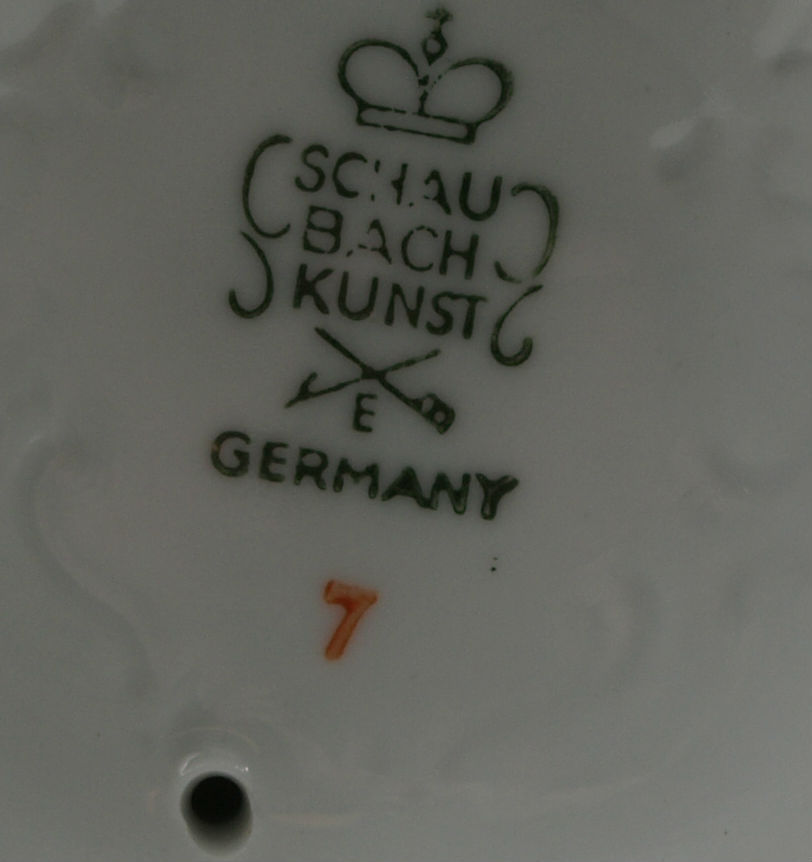 SCHAU
BACH
KUNST
E
GERMANY
7